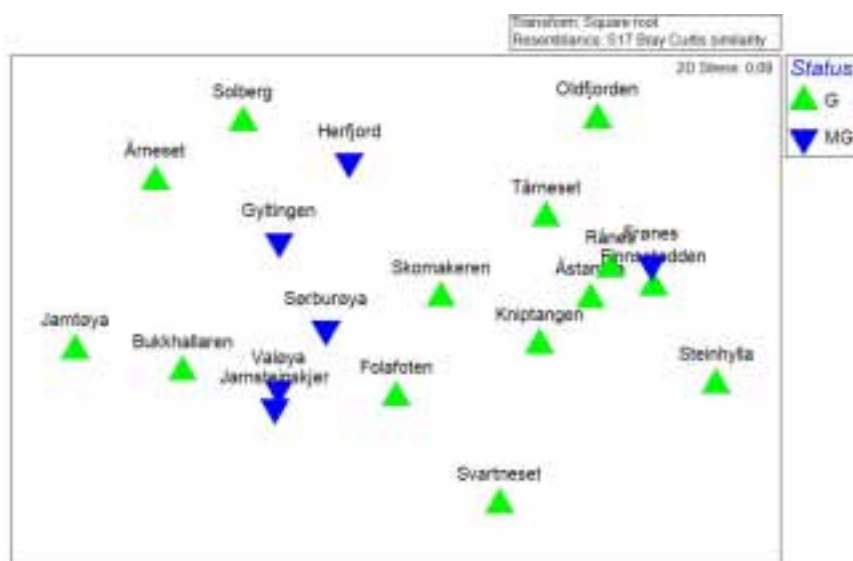 Transform: Square root
Resemblance: S17 Bray Curtis similarity
2D Stress: 0,09
Status
G
MG
Solberg
Oldfjorden
Herfjord
Årneset
Tårneset
Gyltingen
Rånes
Skomakeren
Sørburøya
Jamtøya
Kniptangen
Bukkhallaren
Valøya
Folafoten
Steinhylla
Svartneset